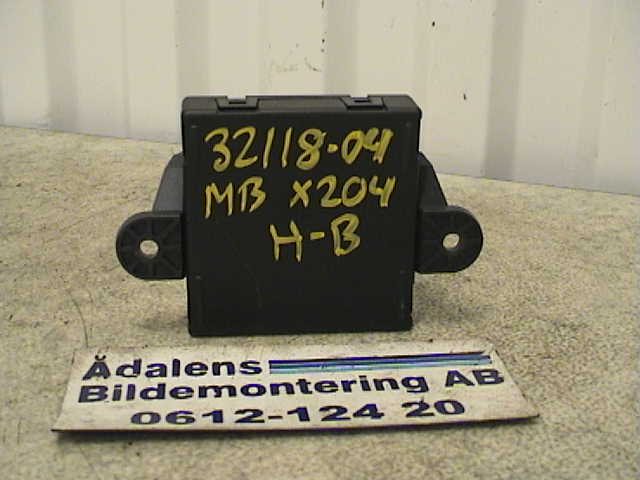 32118-04
MB X204
H-B
Ådalens
Bildemontering AB
0612-124 20